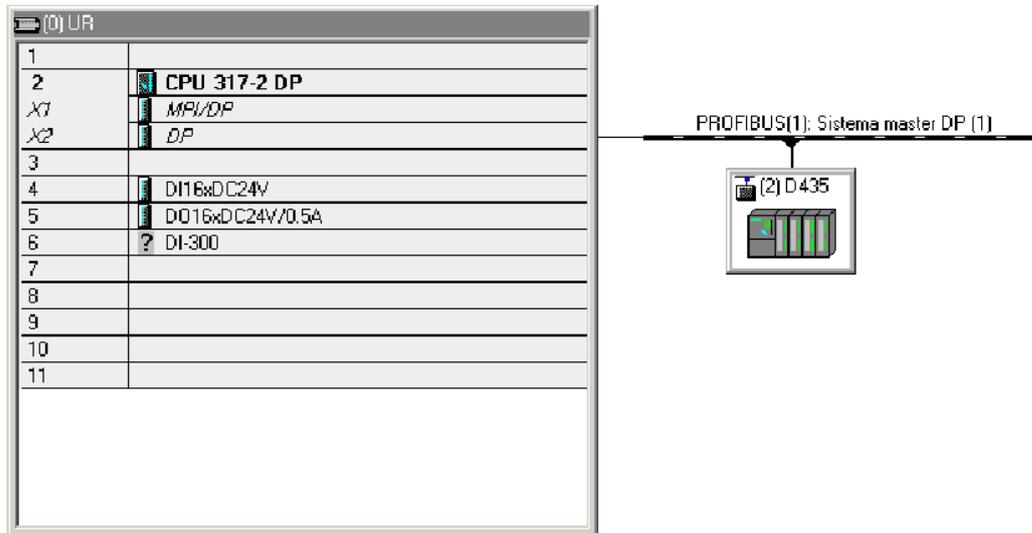 (0) UR
1
2 CPU 317-2 DP
X1 MPI/DP
X2 DP
3
4 DI16xDC24V
5 DO16xDC24V/0.5A
6 ? DI-300
7
8
9
10
11
PROFIBUS(1): Sistema master DP (1)
(2) D435